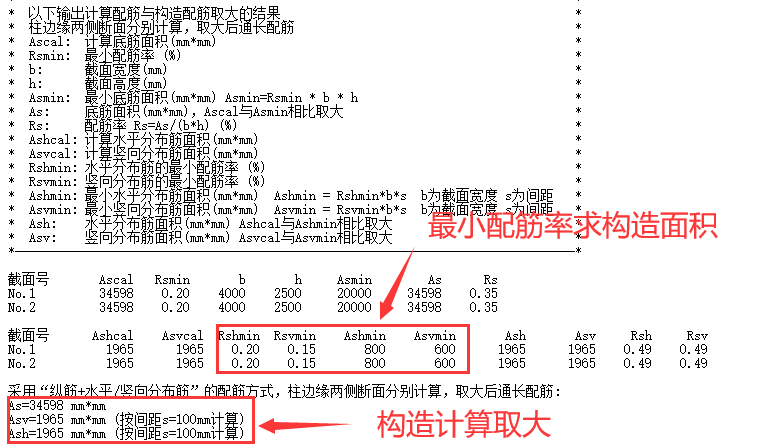 *  以下输出计算配筋与构造配筋取大的结果  *
*  柱边缘两侧断面分别计算，取大后通长配筋  *
*  Ascal:  计算底筋面积(mm*mm)  *
*  Rsmin:  最小配筋率 (%)  *
*  b:  截面宽度(mm)  *
*  h:  截面高度(mm)  *
*  Asmin:  最小底筋面积(mm*mm) Asmin=Rsmin * b * h  *
*  As:  底筋面积(mm*mm)，Ascal与Asmin相比取大  *
*  Rs:  配筋率 Rs=As/(b*h) (%)  *
*  Ashcal: 计算水平分布筋面积(mm*mm)  *
*  Asvcal: 计算竖向分布筋面积(mm*mm)  *
*  Rshmin: 水平分布筋的最小配筋率 (%)  *
*  Rsvmin: 竖向分布筋的最小配筋率 (%)  *
*  Ashmin: 最小水平分布筋面积(mm*mm)  Ashmin = Rshmin*b*s  b为截面宽度 s为间距  *
*  Asvmin: 最小竖向分布筋面积(mm*mm)  Asvmin = Rsvmin*b*s  b为截面宽度 s为间距  *
*  Ash:  水平分布筋面积(mm*mm) Ashcal与Ashmin相比取大  *
*  Asv:  竖向分布筋面积(mm*mm) Asvcal与Asvmin相比取大  *
最小配筋率求构造面积
截面号  Ascal  Rsmin  b  h  Asmin  As  Rs
No.1  34598  0.20  4000  2500  20000  34598  0.35
No.2  34598  0.20  4000  2500  20000  34598  0.35
截面号  Ashcal  Asvcal  Rshmin  Rsvmin  Ashmin  Asvmin  Ash  Asv  Rsh  Rsv
No.1  1965  1965  0.20  0.15  800  600  1965  1965  0.49  0.49
No.2  1965  1965  0.20  0.15  800  600  1965  1965  0.49  0.49
采用“纵筋+水平/竖向分布筋”的配筋方式，柱边缘两侧断面分别计算，取大后通长配筋:
As=34598 mm*mm
Asv=1965 mm*mm (按间距s=100mm计算)
Ash=1965 mm*mm (按间距s=100mm计算)
构造计算取大